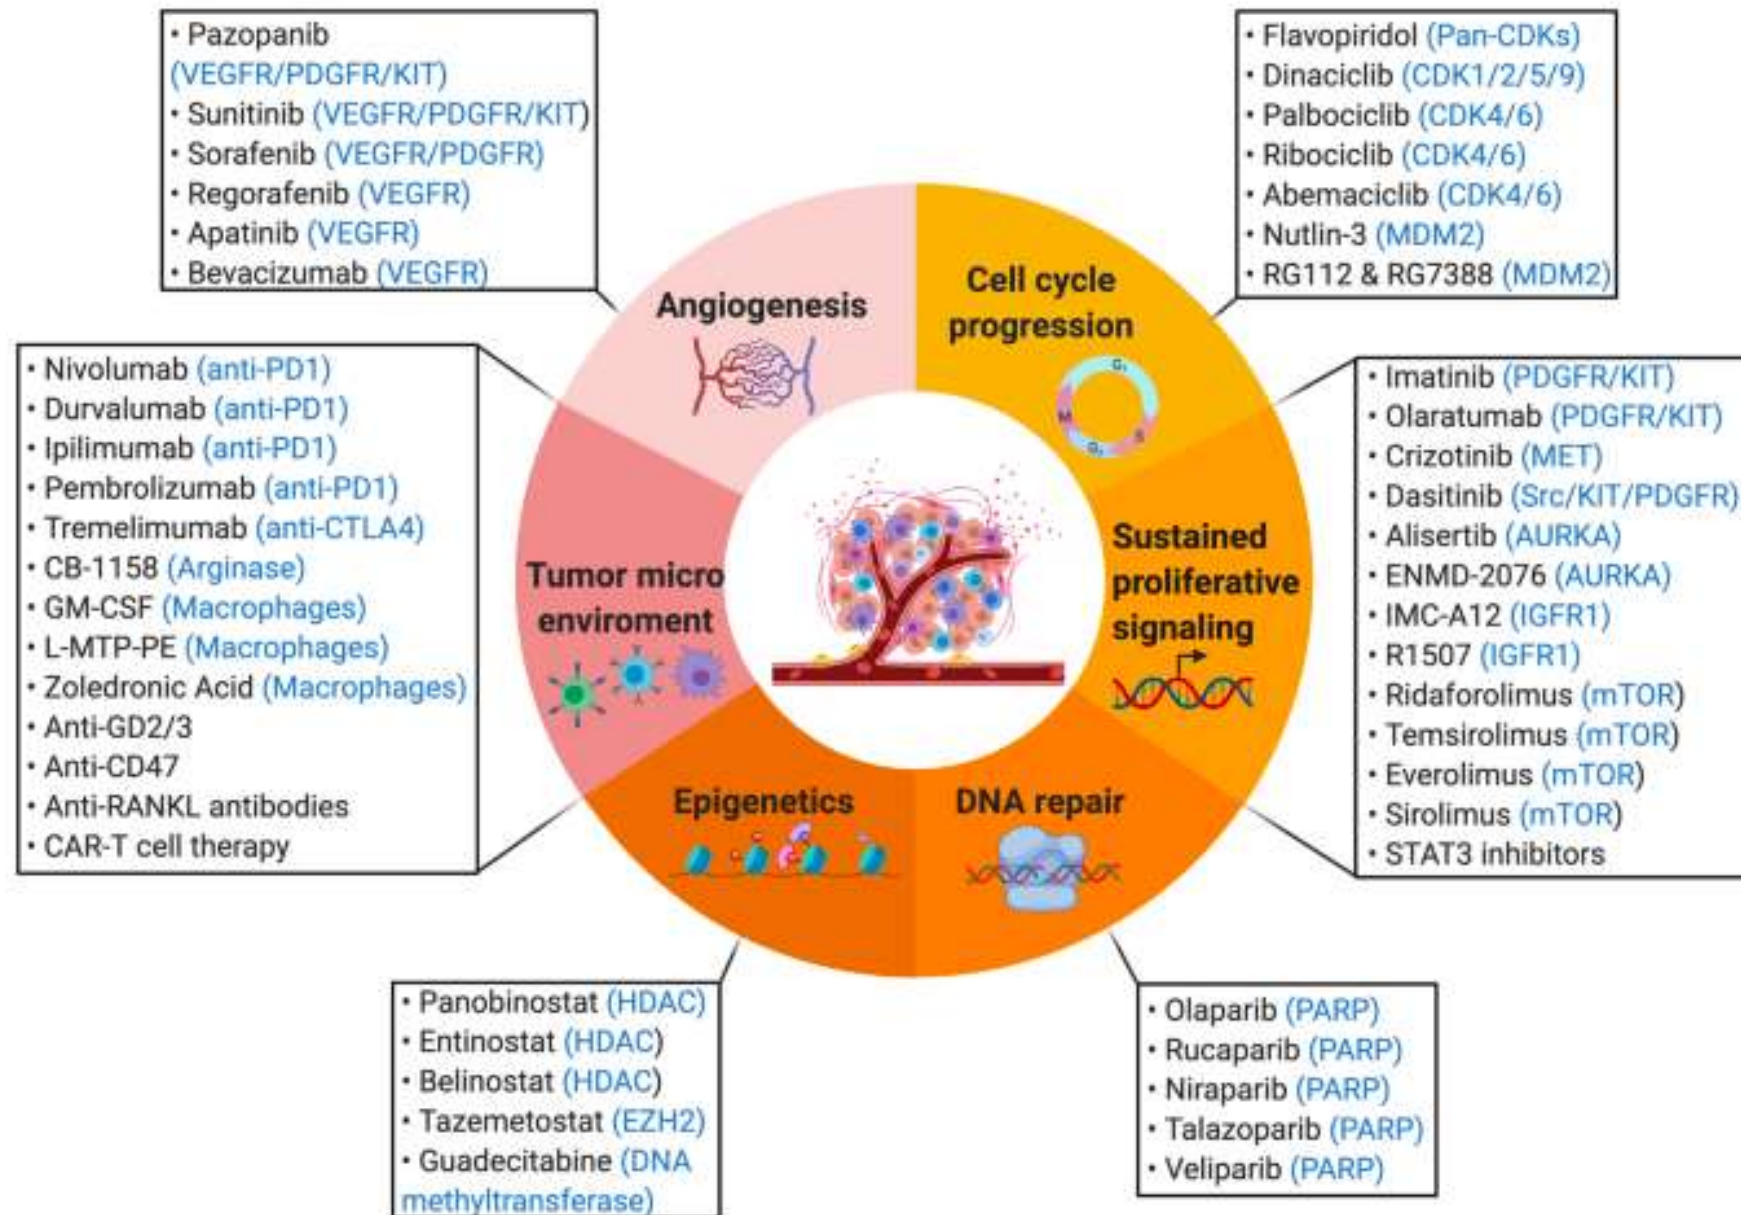 • Pazopanib
(VEGFR/PDGFR/KIT)
• Sunitinib (VEGFR/PDGFR/KIT)
• Sorafenib (VEGFR/PDGFR)
• Regorafenib (VEGFR)
• Apatinib (VEGFR)
• Bevacizumab (VEGFR)
• Flavopiridol (Pan-CDKs)
• Dinaciclib (CDK1/2/5/9)
• Palbociclib (CDK4/6)
• Ribociclib (CDK4/6)
• Abemaciclib (CDK4/6)
• Nutlin-3 (MDM2)
• RG112 & RG7388 (MDM2)
Angiogenesis
Cell cycle
progression
G₁
M
S
G₂
• Nivolumab (anti-PD1)
• Durvalumab (anti-PD1)
• Ipilimumab (anti-PD1)
• Pembrolizumab (anti-PD1)
• Tremelimumab (anti-CTLA4)
• CB-1158 (Arginase)
• GM-CSF (Macrophages)
• L-MTP-PE (Macrophages)
• Zoledronic Acid (Macrophages)
• Anti-GD2/3
• Anti-CD47
• Anti-RANKL antibodies
• CAR-T cell therapy
Tumor micro
enviroment
Sustained
proliferative
signaling
• Imatinib (PDGFR/KIT)
• Olaratumab (PDGFR/KIT)
• Crizotinib (MET)
• Dasitinib (Src/KIT/PDGFR)
• Alisertib (AURKA)
• ENMD-2076 (AURKA)
• IMC-A12 (IGFR1)
• R1507 (IGFR1)
• Ridaforolimus (mTOR)
• Temsirolimus (mTOR)
• Everolimus (mTOR)
• Sirolimus (mTOR)
• STAT3 inhibitors
Epigenetics
DNA repair
• Panobinostat (HDAC)
• Entinostat (HDAC)
• Belinostat (HDAC)
• Tazemetostat (EZH2)
• Guadecitabine (DNA
methyltransferase)
• Olaparib (PARP)
• Rucaparib (PARP)
• Niraparib (PARP)
• Talazoparib (PARP)
• Veliparib (PARP)